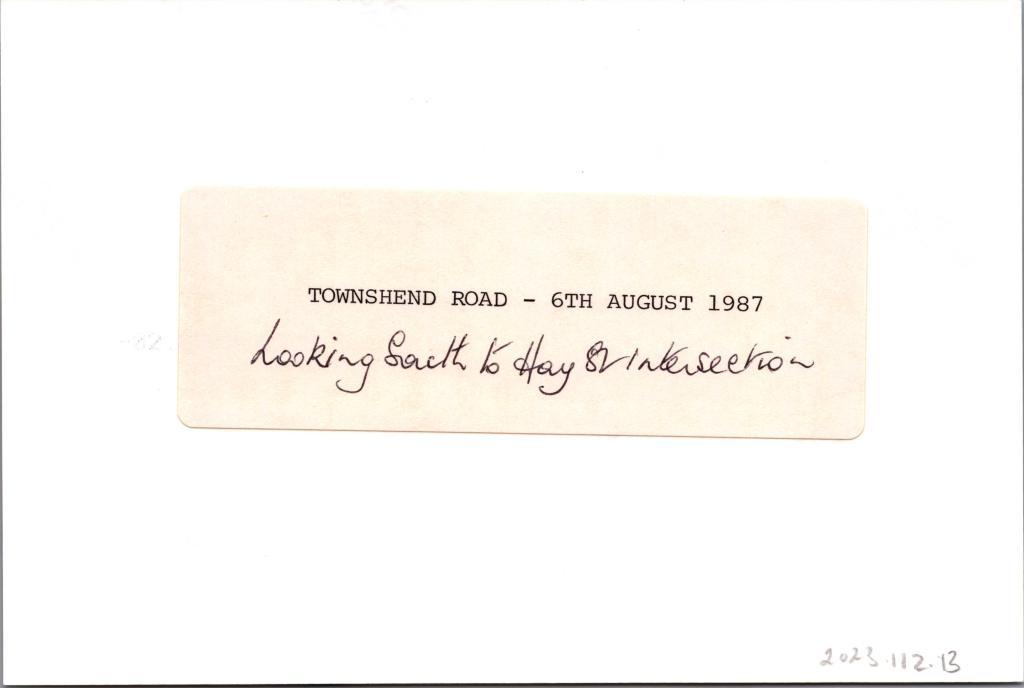 TOWNSHEND ROAD - 6TH AUGUST 1987
Looking South to Hay St Intersection
2023.112.13